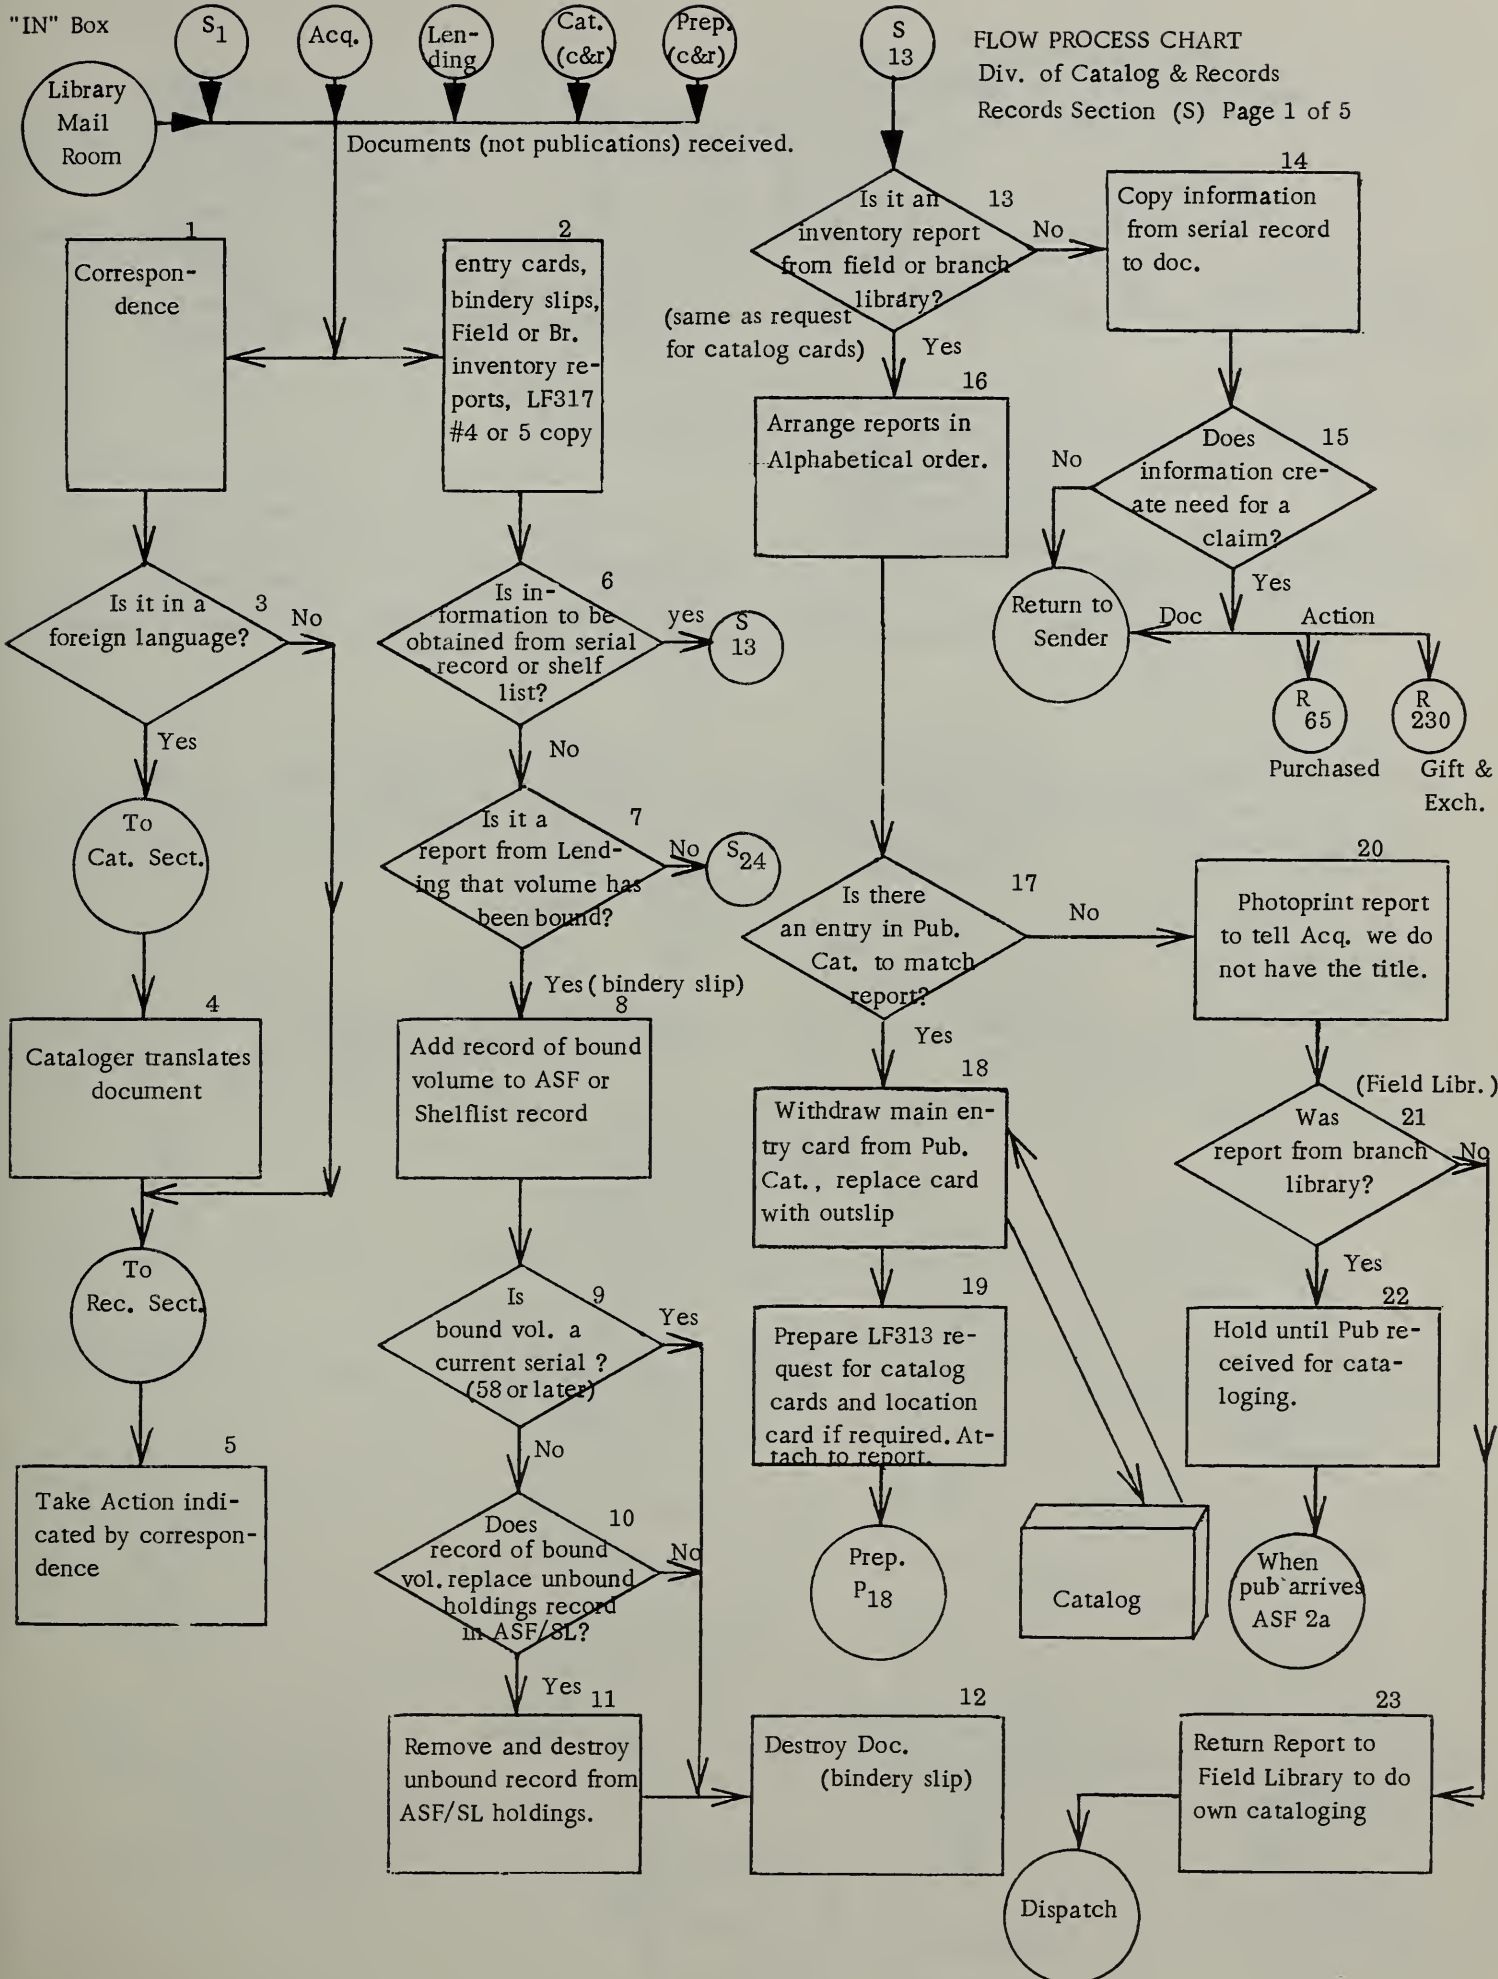 "IN" Box
S1
Acq.
Len-
ding
Cat.
(c&r)
Prep.
(c&r)
Library
Mail
Room
Documents (not publications) received.
S
13
FLOW PROCESS CHART
Div. of Catalog & Records
Records Section (S) Page 1 of 5
1
Correspon-
dence
2
entry cards,
bindery slips,
Field or Br.
inventory re-
ports, LF317
#4 or 5 copy
3
Is it in a
foreign language?
No
Yes
To
Cat. Sect.
4
Cataloger translates
document
To
Rec. Sect.
5
Take Action indi-
cated by correspon-
dence
6
Is in-
formation to be
obtained from serial
record or shelf
list?
yes
S
13
No
7
Is it a
report from Lend-
ing that volume has
been bound?
No
S24
Yes (bindery slip)
8
Add record of bound
volume to ASF or
Shelflist record
9
Is
bound vol. a
current serial ?
(58 or later)
Yes
No
10
Does
record of bound
vol. replace unbound
holdings record
in ASF/SL?
No
Yes
11
Remove and destroy
unbound record from
ASF/SL holdings.
12
Destroy Doc.
(bindery slip)
13
Is it an
inventory report
from field or branch
library?
(same as request
for catalog cards)
No
Yes
14
Copy information
from serial record
to doc.
15
Does
information cre-
ate need for a
claim?
No
Yes
Return to
Sender
Doc
Action
R
65
Purchased
R
230
Gift &
Exch.
16
Arrange reports in
Alphabetical order.
17
Is there
an entry in Pub.
Cat. to match
report?
No
Yes
18
Withdraw main en-
try card from Pub.
Cat., replace card
with outslip
19
Prepare LF313 re-
quest for catalog
cards and location
card if required. At-
tach to report.
Prep.
P18
Catalog
20
Photoprint report
to tell Acq. we do
not have the title.
(Field Libr.)
21
Was
report from branch
library?
No
Yes
22
Hold until Pub re-
ceived for cata-
loging.
When
pub arrives
ASF 2a
23
Return Report to
Field Library to do
own cataloging
Dispatch